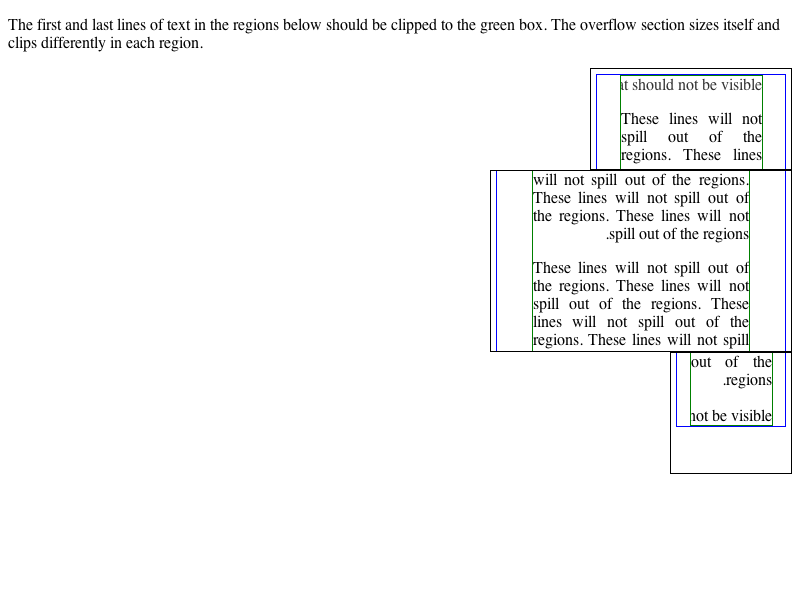 The first and last lines of text in the regions below should be clipped to the green box. The overflow section sizes itself and
clips differently in each region.
should not be visible
These lines will not
spill out of the
regions. These lines
will not spill out of the regions.
These lines will not spill out of
the regions. These lines will not
.spill out of the regions
These lines will not spill out of
the regions. These lines will not
spill out of the regions. These
lines will not spill out of the
regions. These lines will not spill
out of the
.regions
not be visible